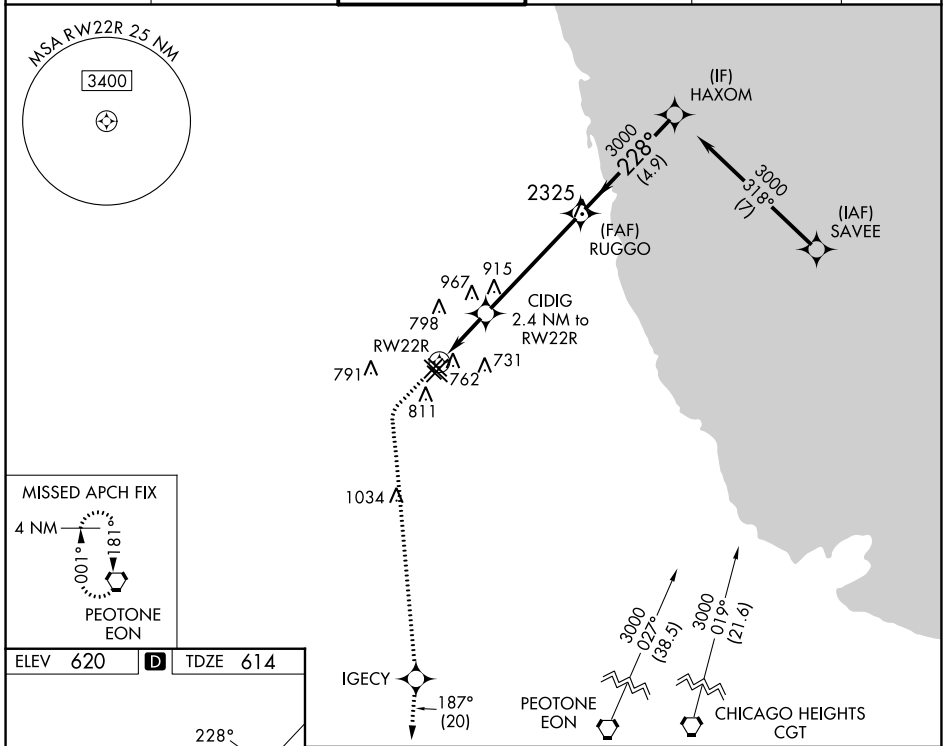 MSA RW22R 25 NM
3400
(IF)
HAXOM
3000
228°
(4.9)
3000
318°
(7)
(IAF)
SAVEE
2325
(FAF)
RUGGO
967
915
798
CIDIG
2.4 NM to
RW22R
RW22R
791
762
731
811
1034
MISSED APCH FIX
4 NM
001°
181°
PEOTONE
EON
3000
027°
(38.5)
3000
019°
(21.6)
ELEV 620 D TDZE 614
IGECY
187°
(20)
PEOTONE
EON
CHICAGO HEIGHTS
CGT
228°